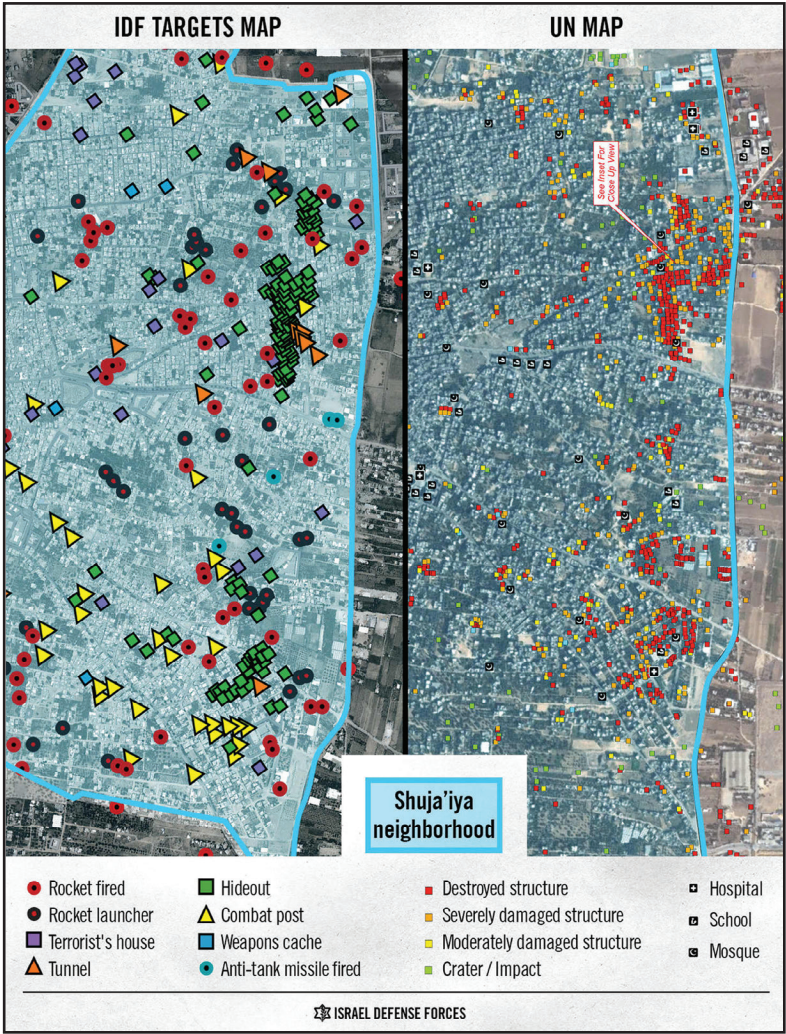 IDF TARGETS MAP
UN MAP
See Inset For
Close Up View
Shuja'iya
neighborhood
Rocket fired
Rocket launcher
Terrorist's house
Tunnel
Hideout
Combat post
Weapons cache
Anti-tank missile fired
Destroyed structure
Severely damaged structure
Moderately damaged structure
Crater / Impact
Hospital
School
Mosque
ISRAEL DEFENSE FORCES